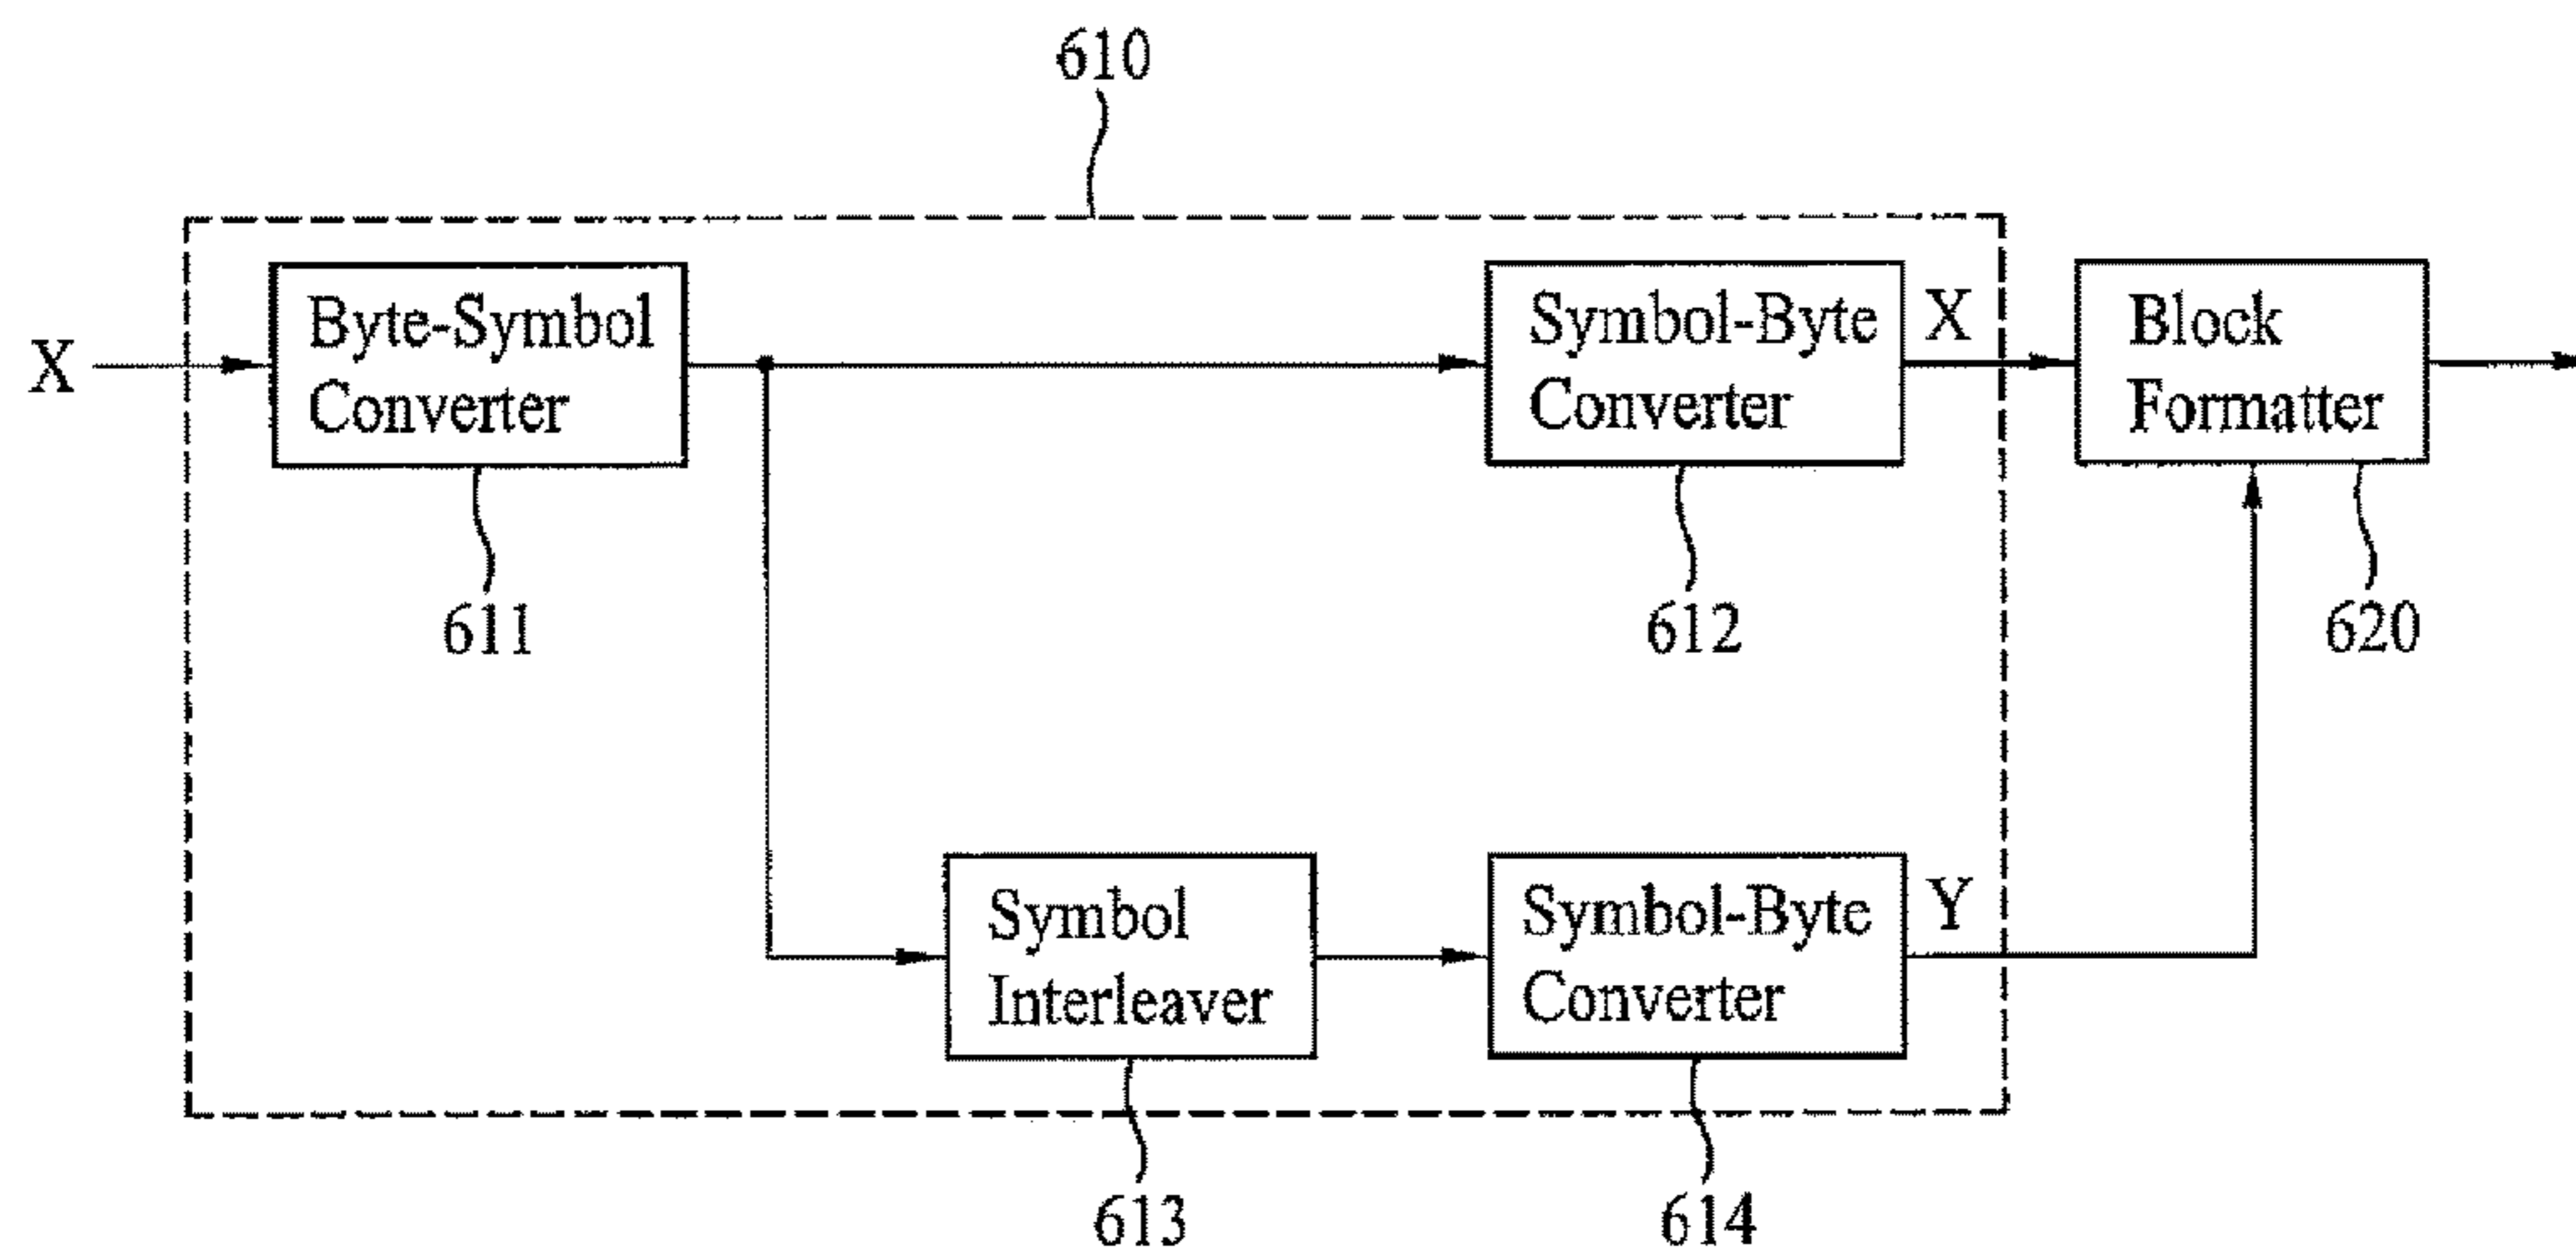 610
X
Byte-Symbol
Converter
611
Symbol-Byte
Converter
612
X
Block
Formatter
620
Symbol
Interleaver
613
Symbol-Byte
Converter
614
Y